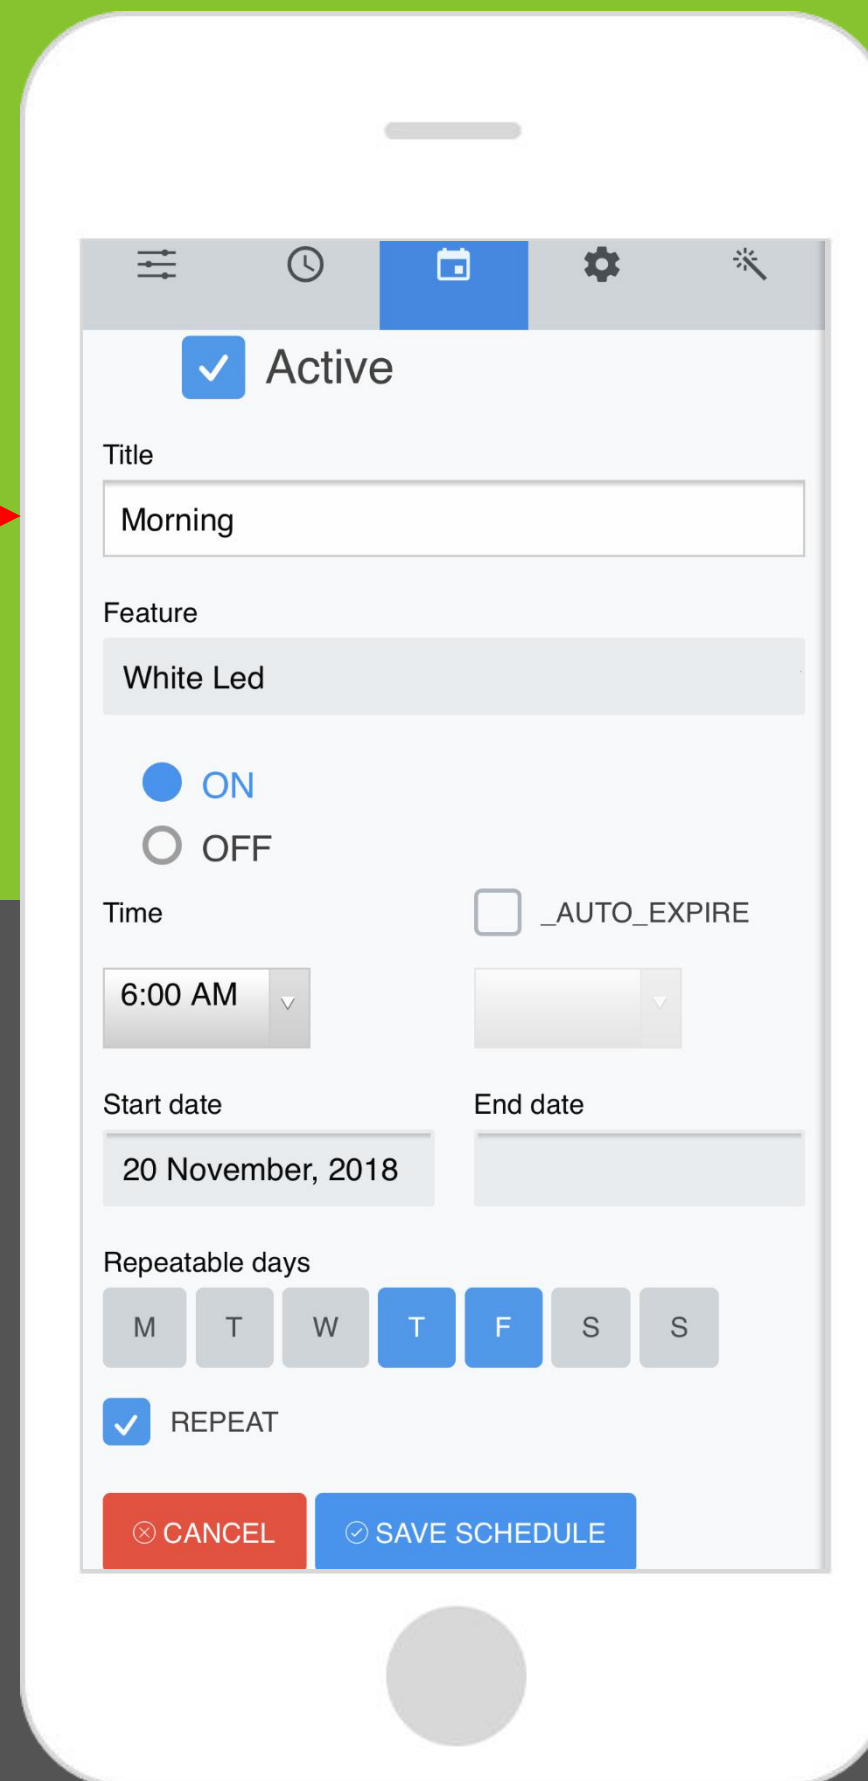 Active
Title
Morning
Feature
White Led
ON
OFF
Time
_AUTO_EXPIRE
6:00 AM
Start date
End date
20 November, 2018
Repeatable days
M T W T F S S
REPEAT
CANCEL
SAVE SCHEDULE